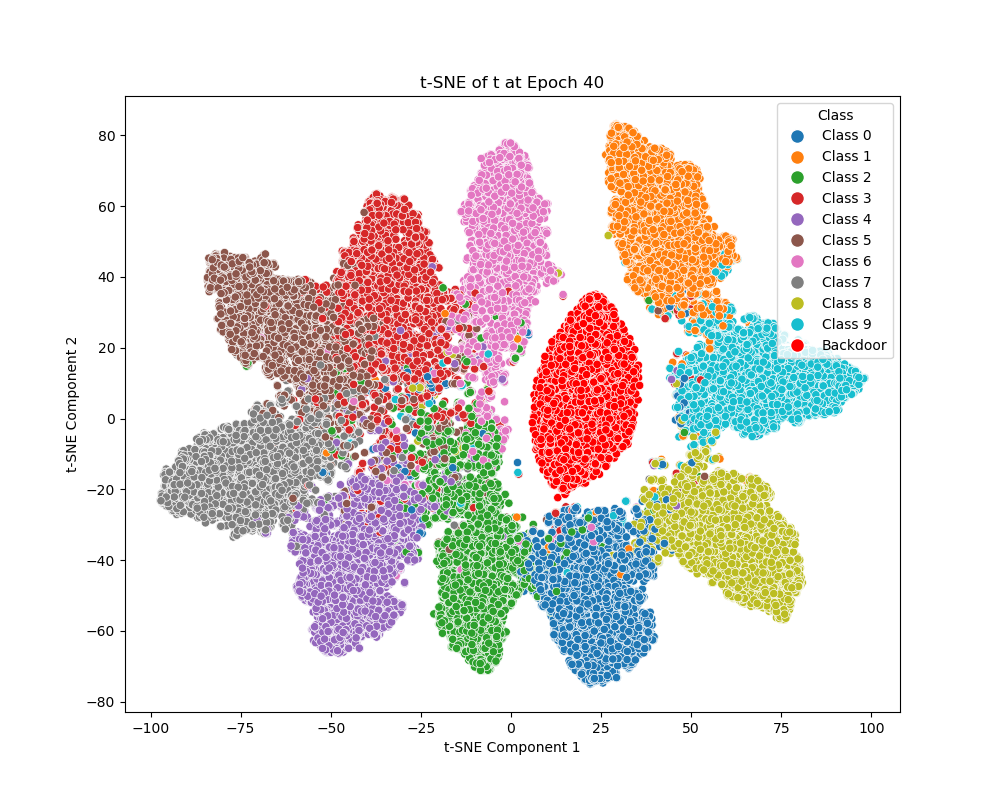 t-SNE of t at Epoch 40
Class
Class 0
Class 1
Class 2
Class 3
Class 4
Class 5
Class 6
Class 7
Class 8
Class 9
Backdoor
80
60
40
20
0
−20
−40
−60
−80
t-SNE Component 2
−100
−75
−50
−25
0
25
50
75
100
t-SNE Component 1